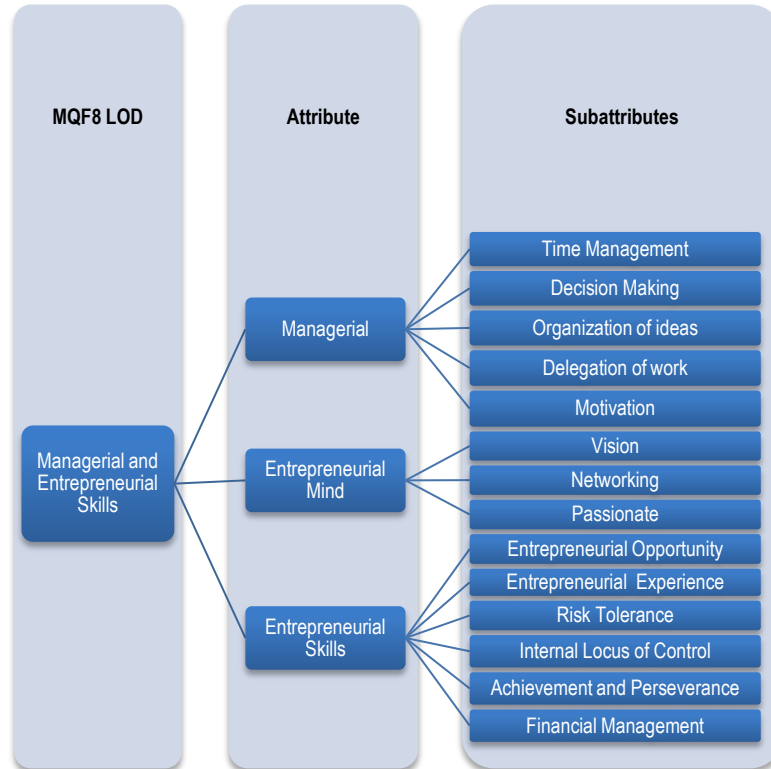 MQF8 LOD
Attribute
Subattributes
Managerial and
Entrepreneurial
Skills
Managerial
Entrepreneurial
Mind
Entrepreneurial
Skills
Time Management
Decision Making
Organization of ideas
Delegation of work
Motivation
Vision
Networking
Passionate
Entrepreneurial Opportunity
Entrepreneurial Experience
Risk Tolerance
Internal Locus of Control
Achievement and Perseverance
Financial Management